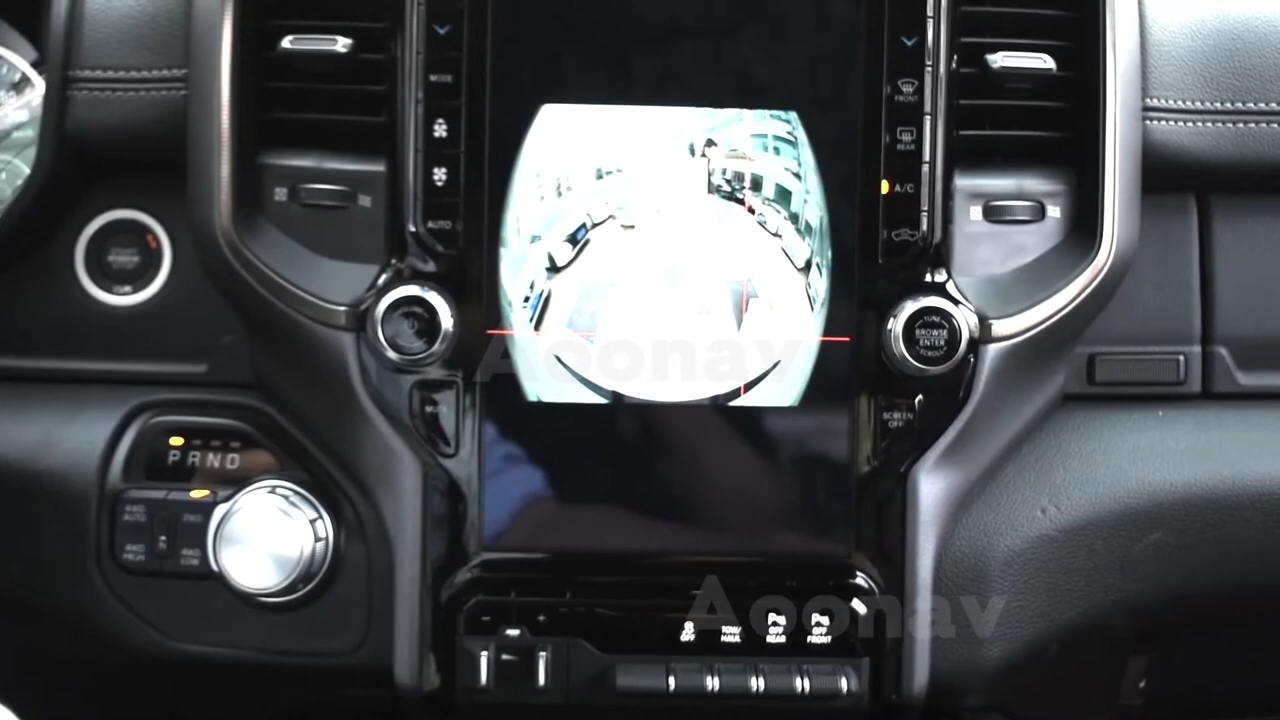 MODE
AUTO
FRONT
REAR
A/C
TUNE
BROWSE
ENTER
SCROLL
MUTE
SCREEN
OFF
PRND
4WD
AUTO
2WD
4WD
HIGH
4WD
LOW
Aoonav
Aoonav
- +
OFF
TOW/
HAUL
P
OFF
REAR
P
OFF
FRONT